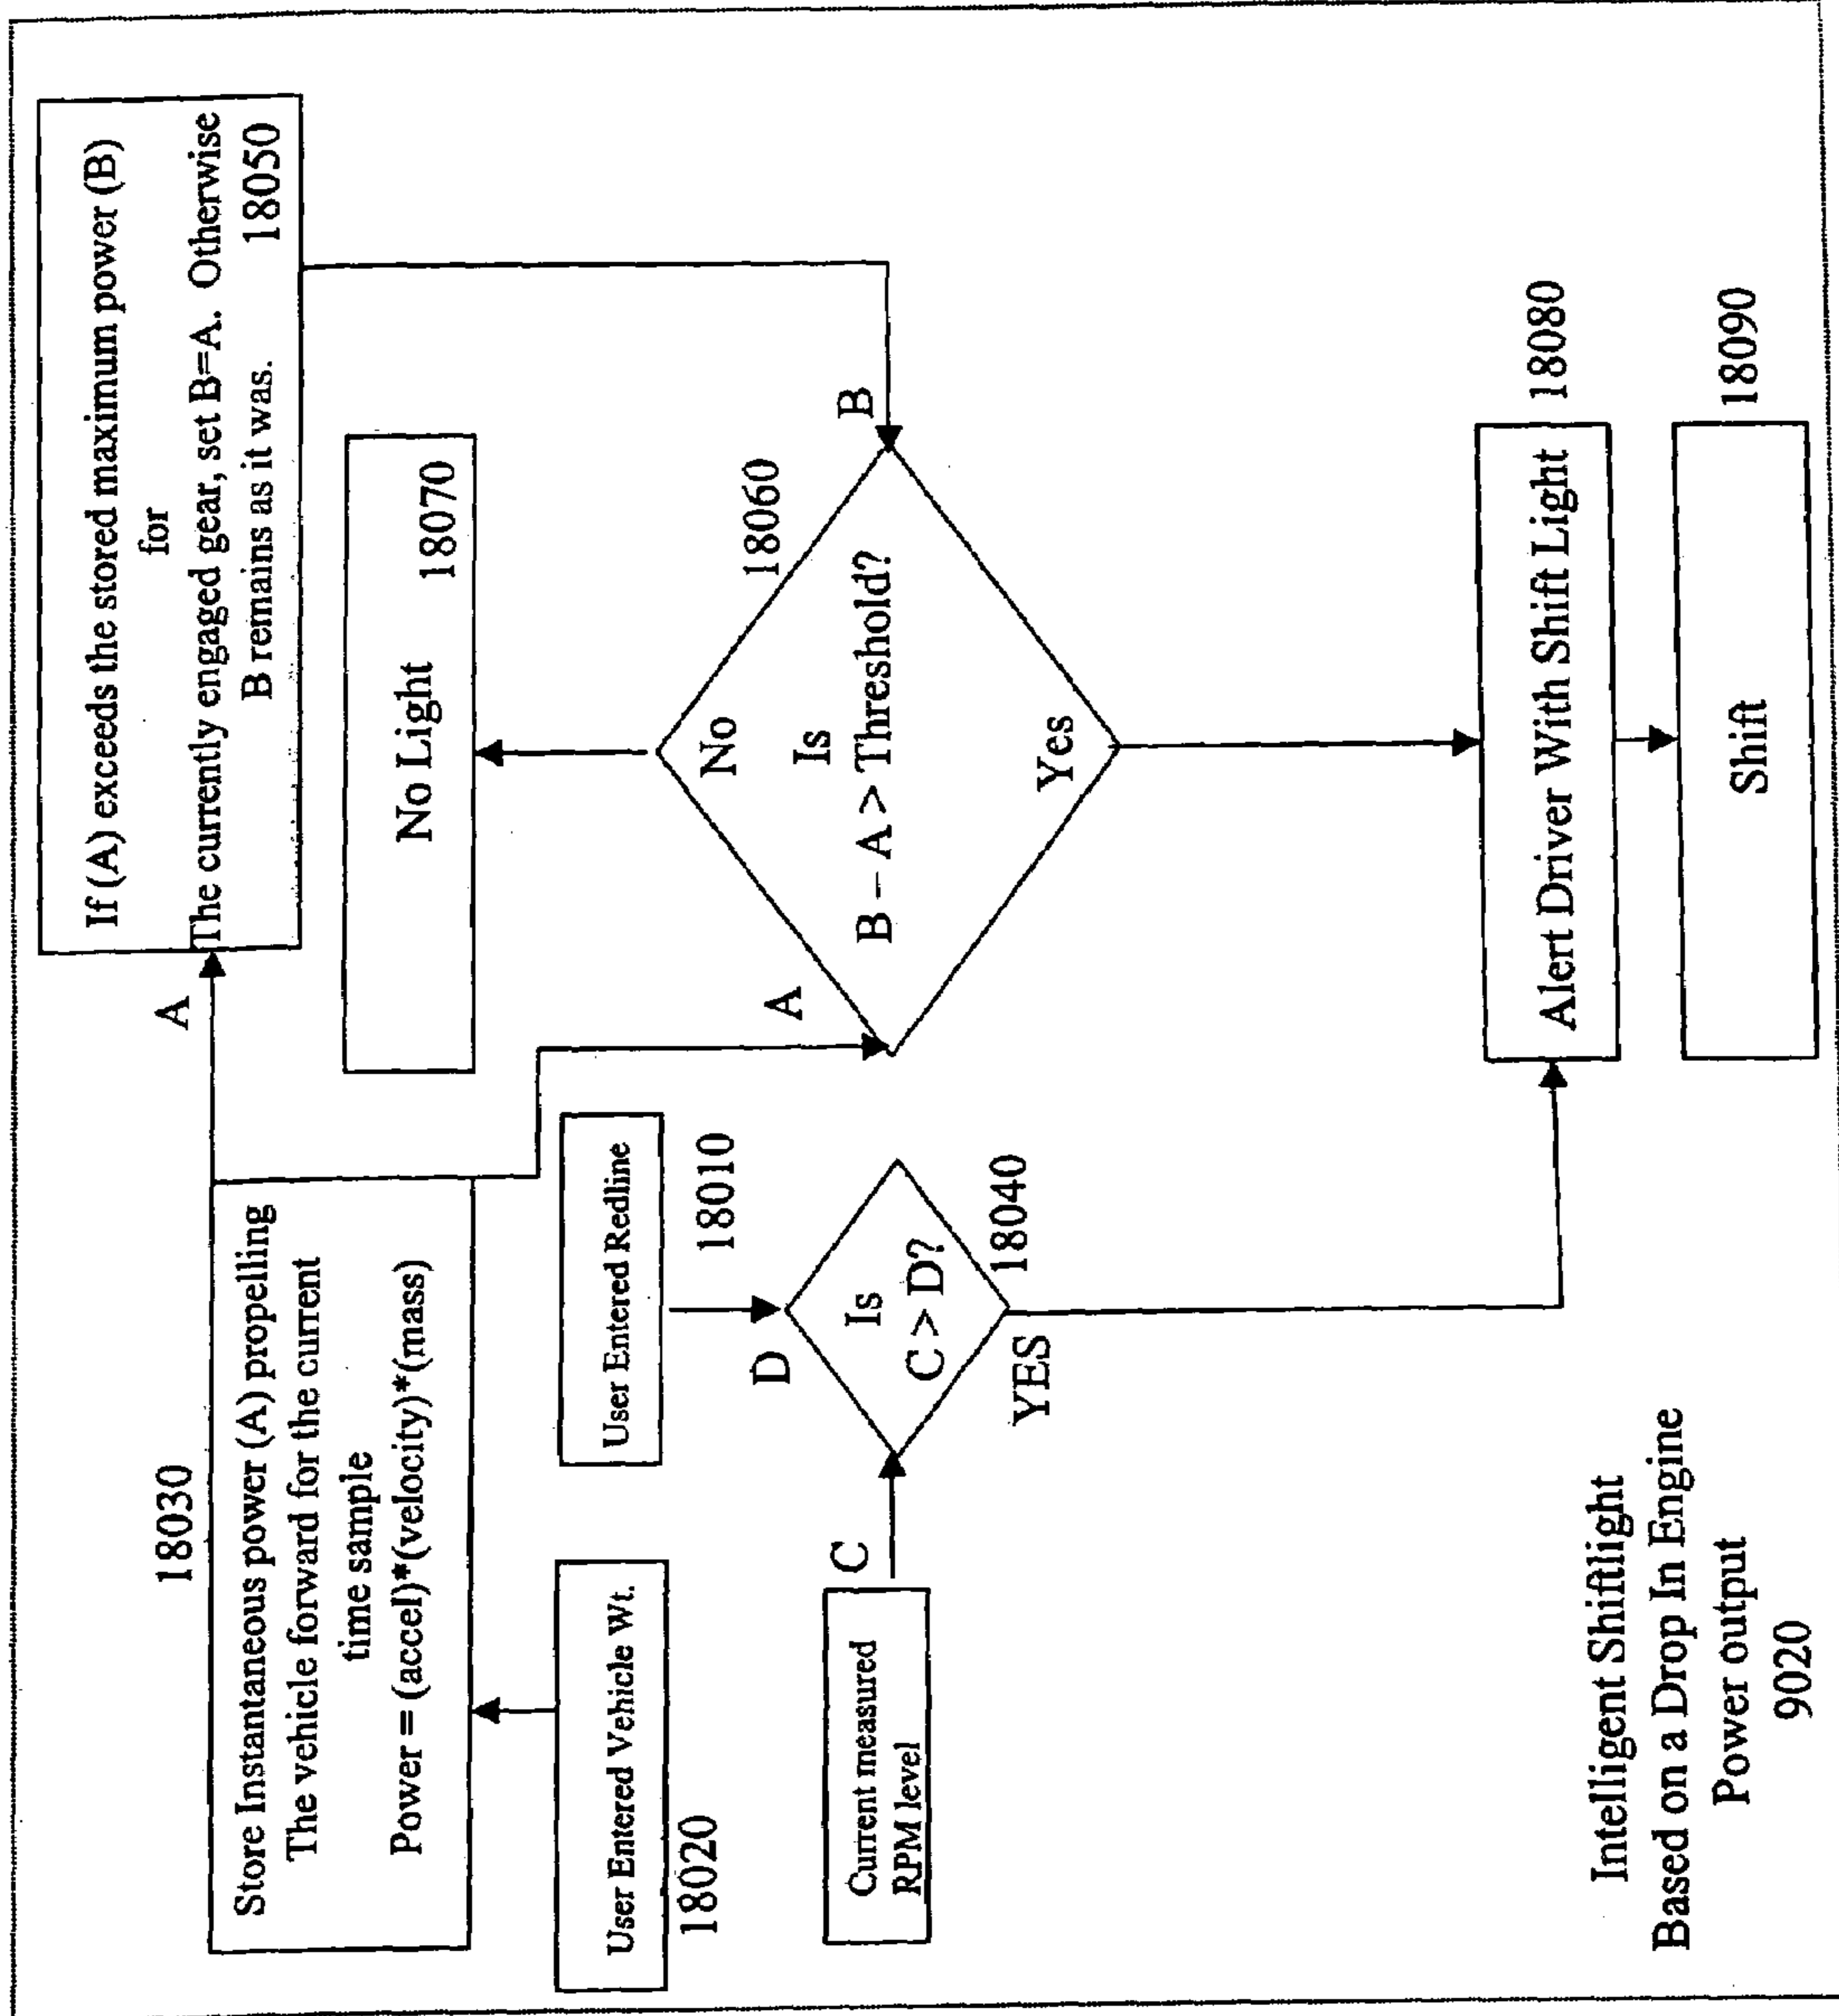 18030
Store Instantaneous power (A) propelling
The vehicle forward for the current
time sample
Power = (accel)*(velocity)*(mass)
A
If (A) exceeds the stored maximum power (B)
for
The currently engaged gear, set B=A. Otherwise
B remains as it was.
18050
User Entered Vehicle Wt.
18020
No Light
18070
User Entered Redline
18010
Current measured
RPM level
C
D
Is
C > D?
18040
YES
A
B
18060
No
Is
B – A > Threshold?
Yes
Alert Driver With Shift Light
18080
Shift
18090
Intelligent Shiftlight
Based on a Drop In Engine
Power output
9020